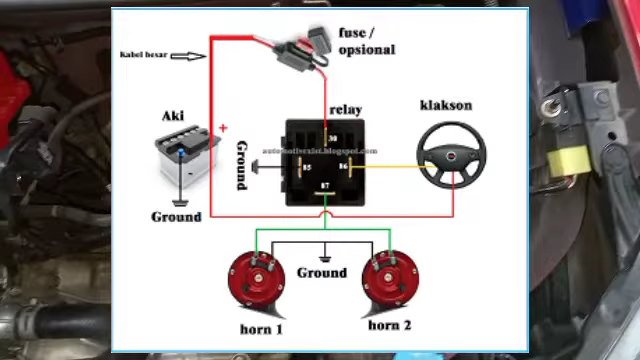 fuse /
opsional
Kabel besar
relay
klakson
Aki
+
30
automotivexist.blogspot.com
Ground
85
86
87
Ground
Ground
horn 1
horn 2